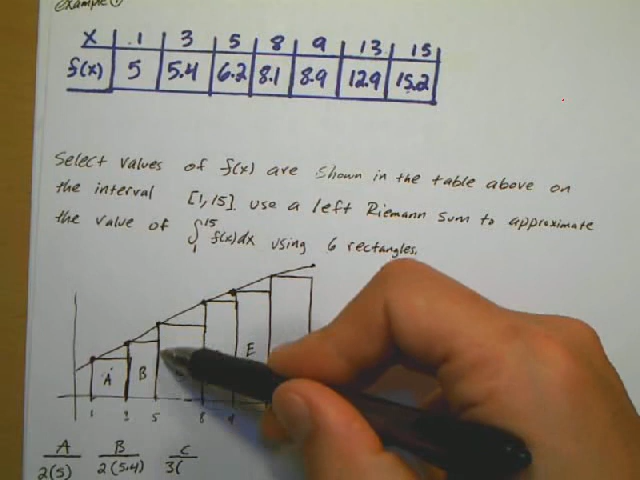 example ①
x 1 3 5 8 9 13 15
f(x) 5 5.4 6.2 8.1 8.9 12.9 15.2
Select values of f(x) are shown in the table above on
the interval [1,15]. Use a left Riemann sum to approximate
the value of ∫₁¹⁵ f(x)dx using 6 rectangles.
A B E
1 3 5 8 9
A B C
2(5) 2(5.4) 3(